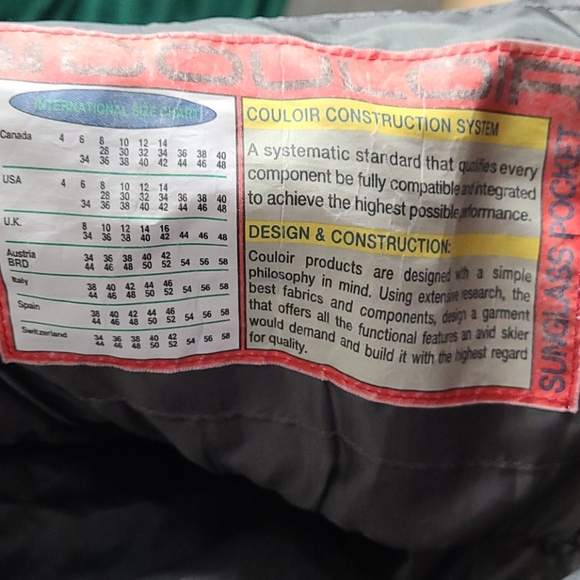 COULOIR
INTERNATIONAL SIZE CHART
Canada 4 6 8 10 12 14
28 30 32 34 36 38 40
34 36 38 40 42 44 46 48
USA 4 6 8 10 12 14
28 30 32 34 36 38 40
34 36 38 40 42 44 46 48
U.K. 8 10 12 14 16
34 36 38 40 42 44 46 48
Austria 34 36 38 40 42
BRD 44 46 48 50 52 54 56 58
Italy 38 40 42 44 46
44 46 48 50 52 54 56 58
Spain 38 40 42 44 46
44 46 48 50 52 54 56 58
Switzerland 34 36 38 40 42
44 46 48 50 52 54 56 58
COULOIR CONSTRUCTION SYSTEM
A systematic standard that qualifies every
component be fully compatible and integrated
to achieve the highest possible performance.
DESIGN & CONSTRUCTION:
Couloir products are designed with a simple
philosophy in mind. Using extensive research, the
best fabrics and components, design a garment
that offers all the functional features an avid skier
would demand and build it with the highest regard
for quality.
SUNGLASS POCKET